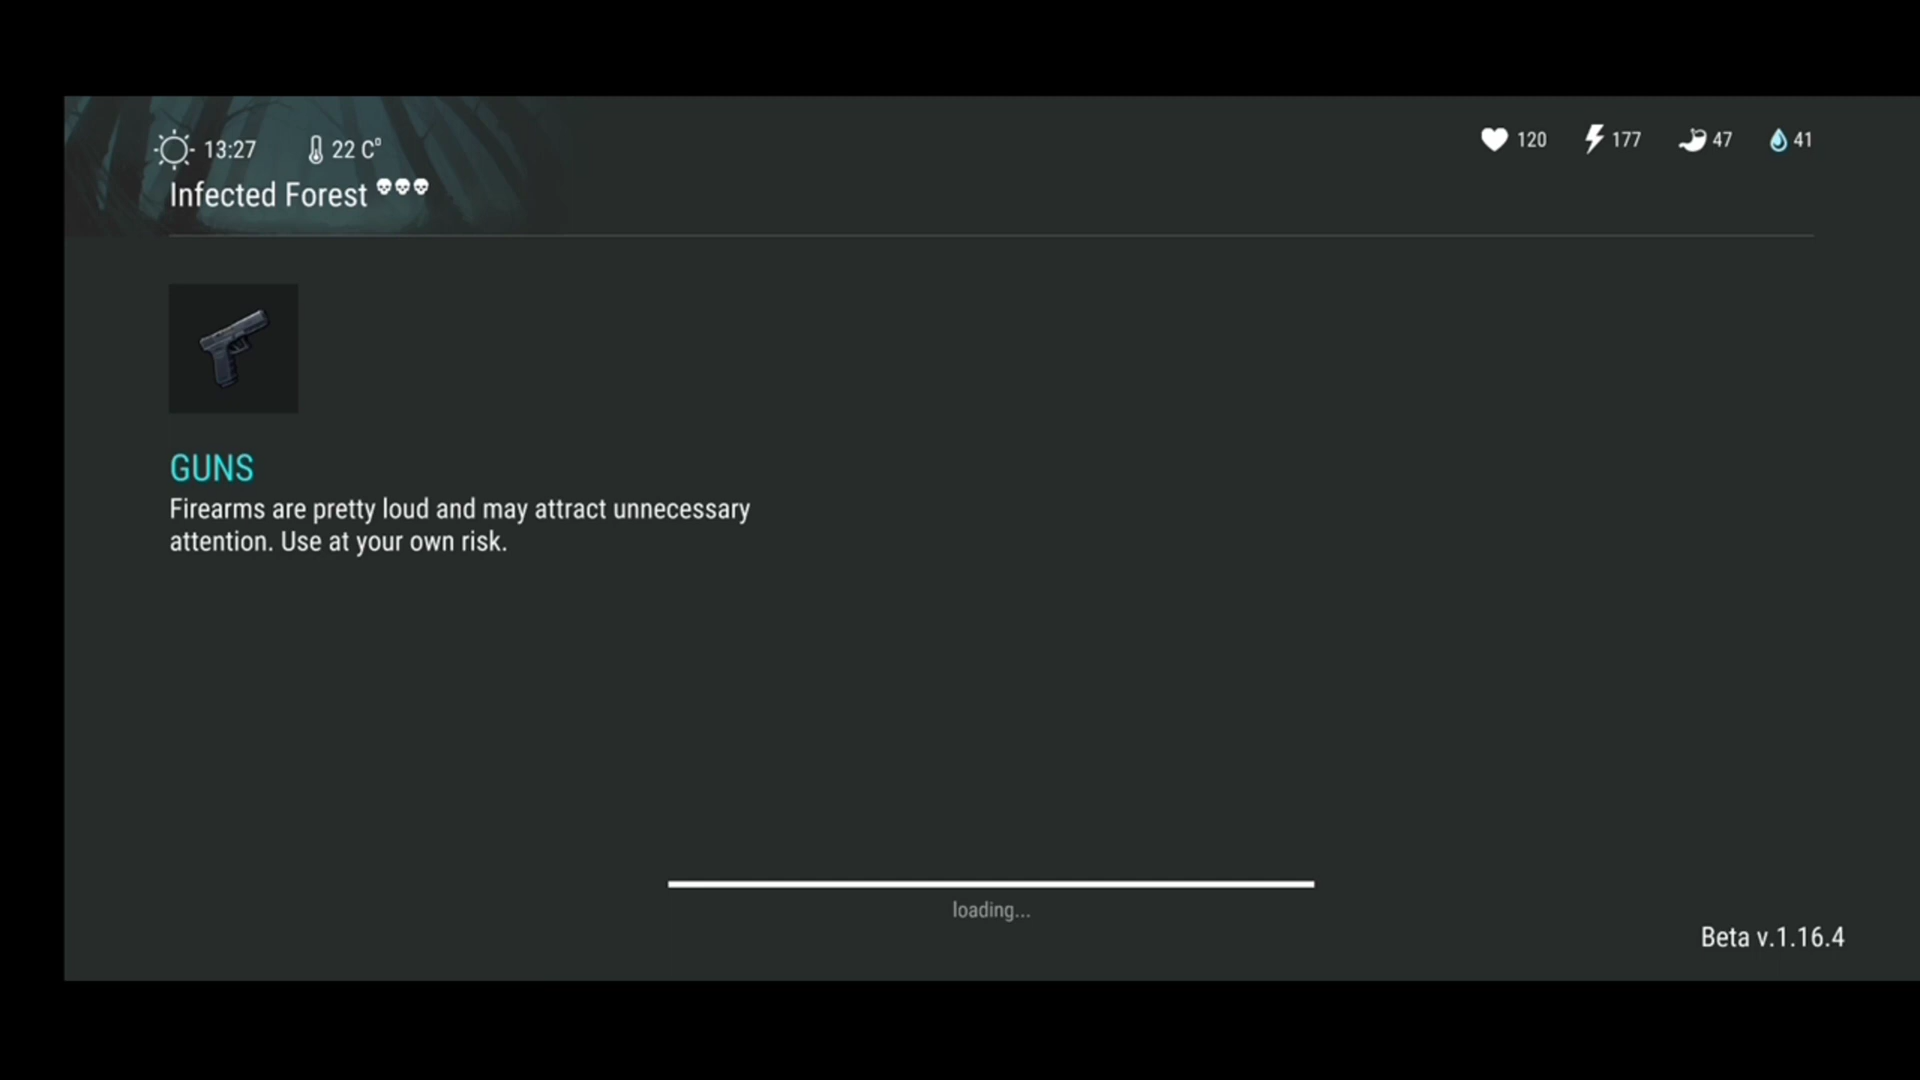 13:27 22 C°
120 177 47 41
Infected Forest
GUNS
Firearms are pretty loud and may attract unnecessary
attention. Use at your own risk.
loading...
Beta v.1.16.4